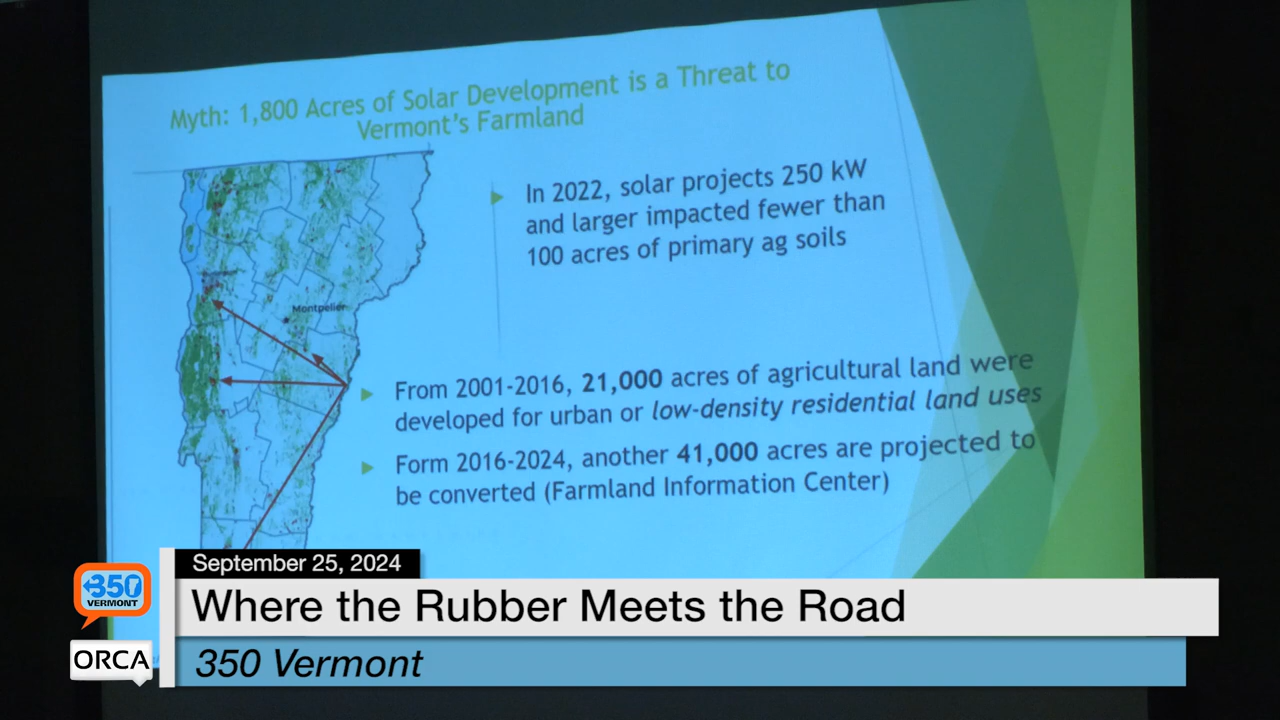 Myth: 1,800 Acres of Solar Development is a Threat to
Vermont's Farmland
In 2022, solar projects 250 kW
and larger impacted fewer than
100 acres of primary ag soils
Montpelier
From 2001-2016, 21,000 acres of agricultural land were
developed for urban or low-density residential land uses
Form 2016-2024, another 41,000 acres are projected to
be converted (Farmland Information Center)
September 25, 2024
350
VERMONT
Where the Rubber Meets the Road
ORCA
350 Vermont